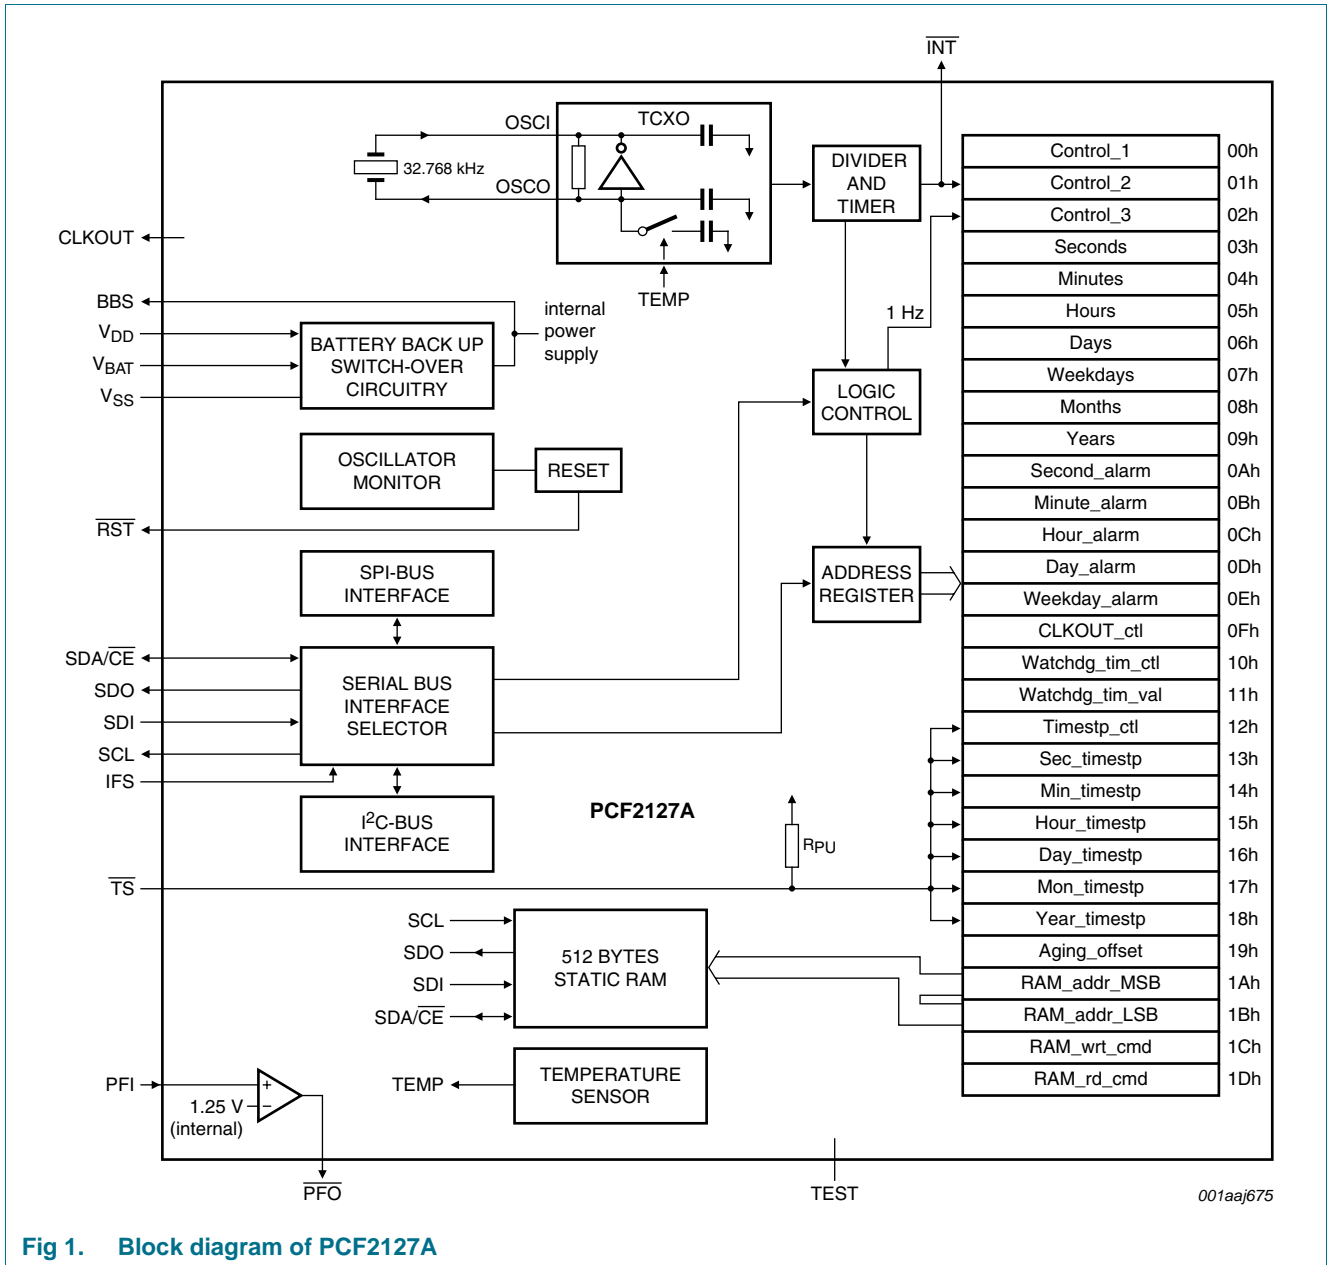 INT
OSCI
TCXO
32.768 kHz
OSCO
TEMP
DIVIDER
AND
TIMER
CLKOUT
BBS
VDD
VBAT
VSS
BATTERY BACK UP
SWITCH-OVER
CIRCUITRY
internal
power
supply
1 Hz
LOGIC
CONTROL
OSCILLATOR
MONITOR
RESET
RST
SPI-BUS
INTERFACE
ADDRESS
REGISTER
SDA/CE
SDO
SDI
SCL
IFS
SERIAL BUS
INTERFACE
SELECTOR
I2C-BUS
INTERFACE
PCF2127A
RPU
TS
SCL
SDO
SDI
SDA/CE
512 BYTES
STATIC RAM
PFI
1.25 V
(internal)
+
−
TEMP
TEMPERATURE
SENSOR
PFO
TEST
Control_1 00h
Control_2 01h
Control_3 02h
Seconds 03h
Minutes 04h
Hours 05h
Days 06h
Weekdays 07h
Months 08h
Years 09h
Second_alarm 0Ah
Minute_alarm 0Bh
Hour_alarm 0Ch
Day_alarm 0Dh
Weekday_alarm 0Eh
CLKOUT_ctl 0Fh
Watchdg_tim_ctl 10h
Watchdg_tim_val 11h
Timestp_ctl 12h
Sec_timestp 13h
Min_timestp 14h
Hour_timestp 15h
Day_timestp 16h
Mon_timestp 17h
Year_timestp 18h
Aging_offset 19h
RAM_addr_MSB 1Ah
RAM_addr_LSB 1Bh
RAM_wrt_cmd 1Ch
RAM_rd_cmd 1Dh
001aaj675
Fig 1. Block diagram of PCF2127A